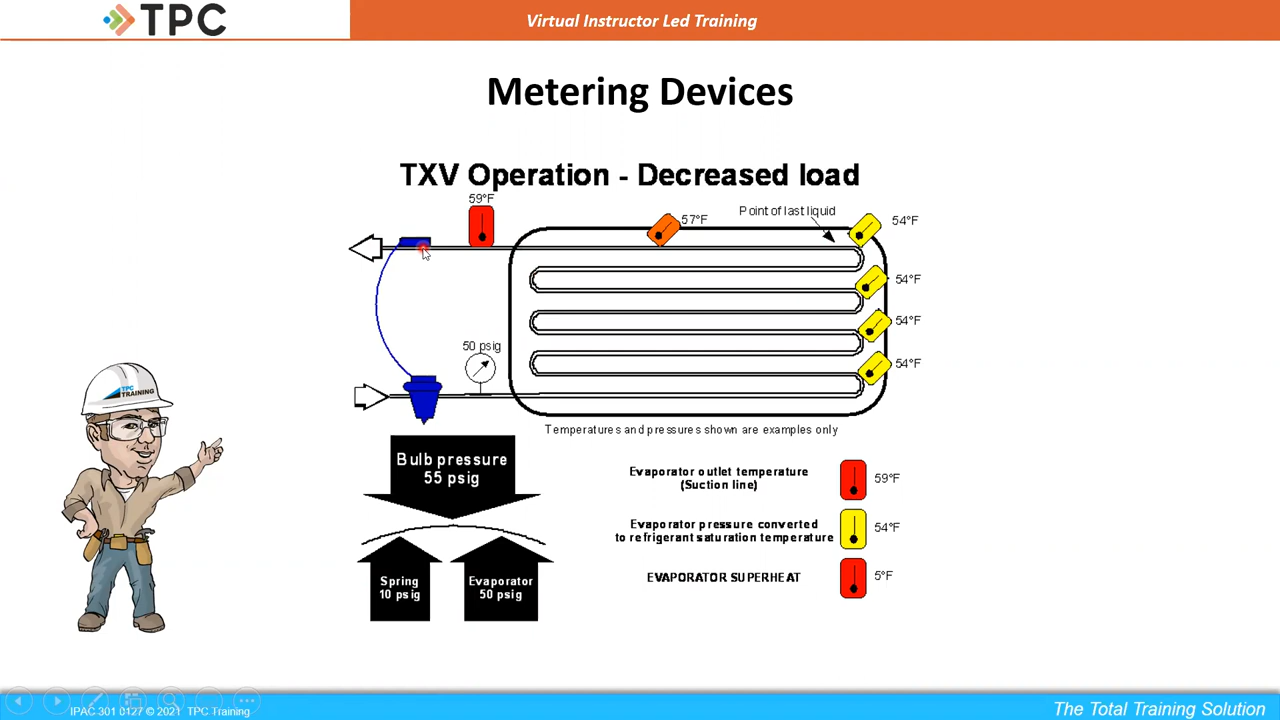 TPC
Virtual Instructor Led Training
Metering Devices
TXV Operation - Decreased load
59°F
57°F
Point of last liquid
54°F
54°F
54°F
54°F
50 psig
Temperatures and pressures shown are examples only
TPC
TRAINING
Bulb pressure
55 psig
Spring
10 psig
Evaporator
50 psig
Evaporator outlet temperature
(Suction line)
59°F
Evaporator pressure converted
to refrigerant saturation temperature
54°F
EVAPORATOR SUPERHEAT
5°F
IPAC 301 0127 © 2021 TPC Training
The Total Training Solution